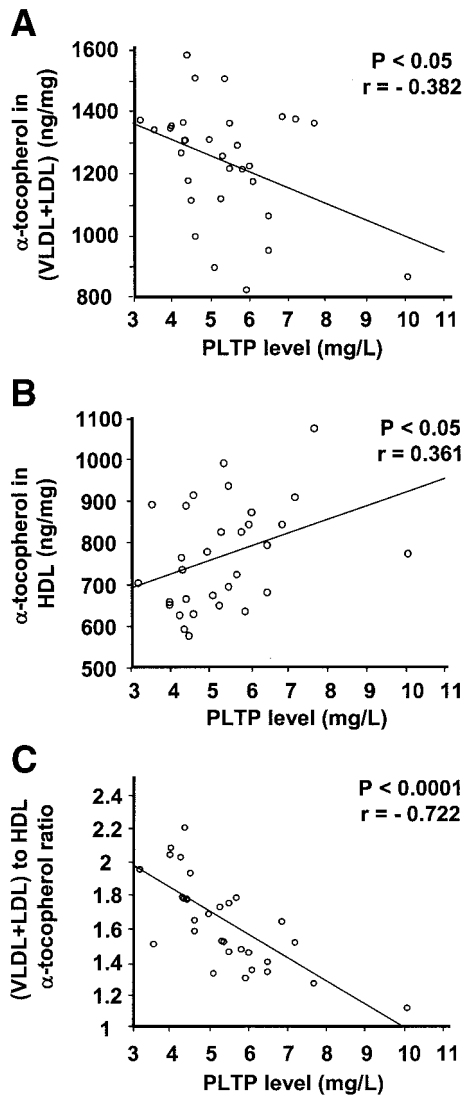 A
P < 0.05
r = - 0.382
α-tocopherol in
(VLDL+LDL) (ng/mg)
1600
1400
1200
1000
800
3 4 5 6 7 8 9 10 11
PLTP level (mg/L)
B
P < 0.05
r = 0.361
α-tocopherol in
HDL (ng/mg)
1100
1000
900
800
700
600
500
3 4 5 6 7 8 9 10 11
PLTP level (mg/L)
C
P < 0.0001
r = - 0.722
(VLDL+LDL) to HDL
α-tocopherol ratio
2.4
2.2
2
1.8
1.6
1.4
1.2
1
3 4 5 6 7 8 9 10 11
PLTP level (mg/L)